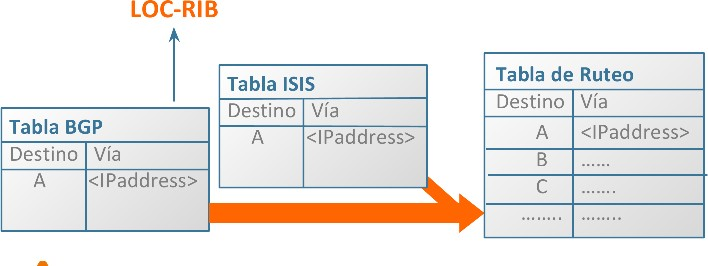 LOC-RIB
Tabla BGP
Destino Vía
A <IPaddress>
Tabla ISIS
Destino Vía
A <IPaddress>
Tabla de Ruteo
Destino Vía
A <IPaddress>
B ......
C .......
........ ........